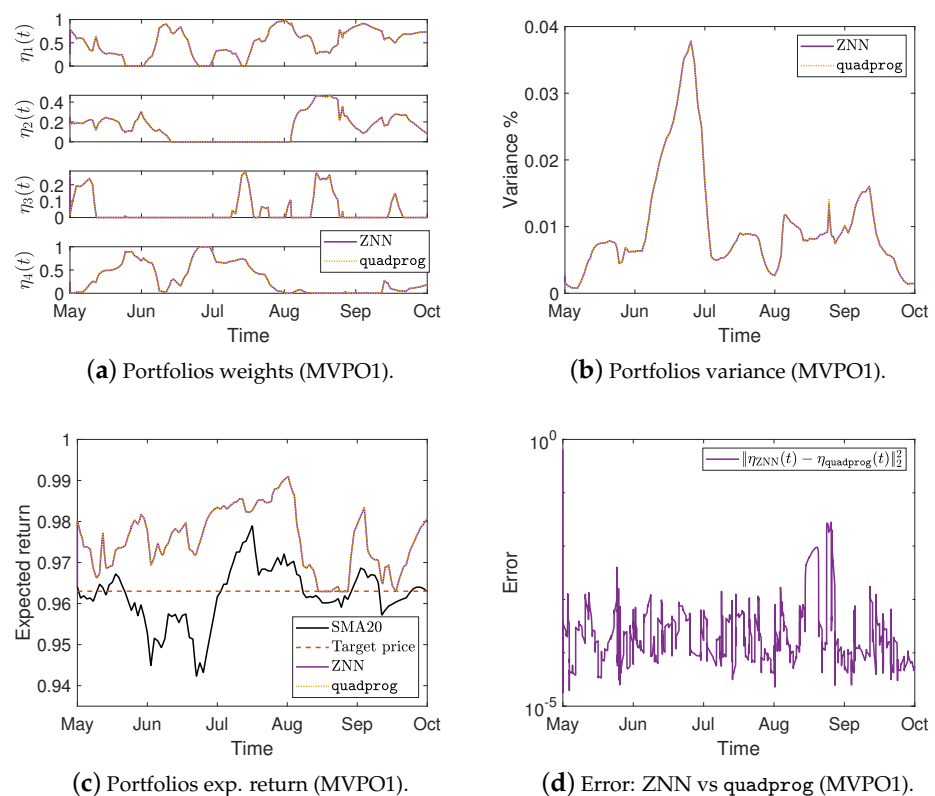 η1(t)
1
0.5
0
η2(t)
0.4
0.2
0
η3(t)
0.2
0.1
0
η4(t)
1
0.5
0
ZNN
quadprog
May Jun Jul Aug Sep Oct
Time
(a) Portfolios weights (MVPO1).
Variance %
0.04
0.03
0.02
0.01
0
ZNN
quadprog
May Jun Jul Aug Sep Oct
Time
(b) Portfolios variance (MVPO1).
Expected return
1
0.99
0.98
0.97
0.96
0.95
0.94
SMA20
Target price
ZNN
quadprog
May Jun Jul Aug Sep Oct
Time
(c) Portfolios exp. return (MVPO1).
Error
10^0
10^-5
‖ηZNN(t) − ηquadprog(t)‖₂²
May Jun Jul Aug Sep Oct
Time
(d) Error: ZNN vs quadprog (MVPO1).